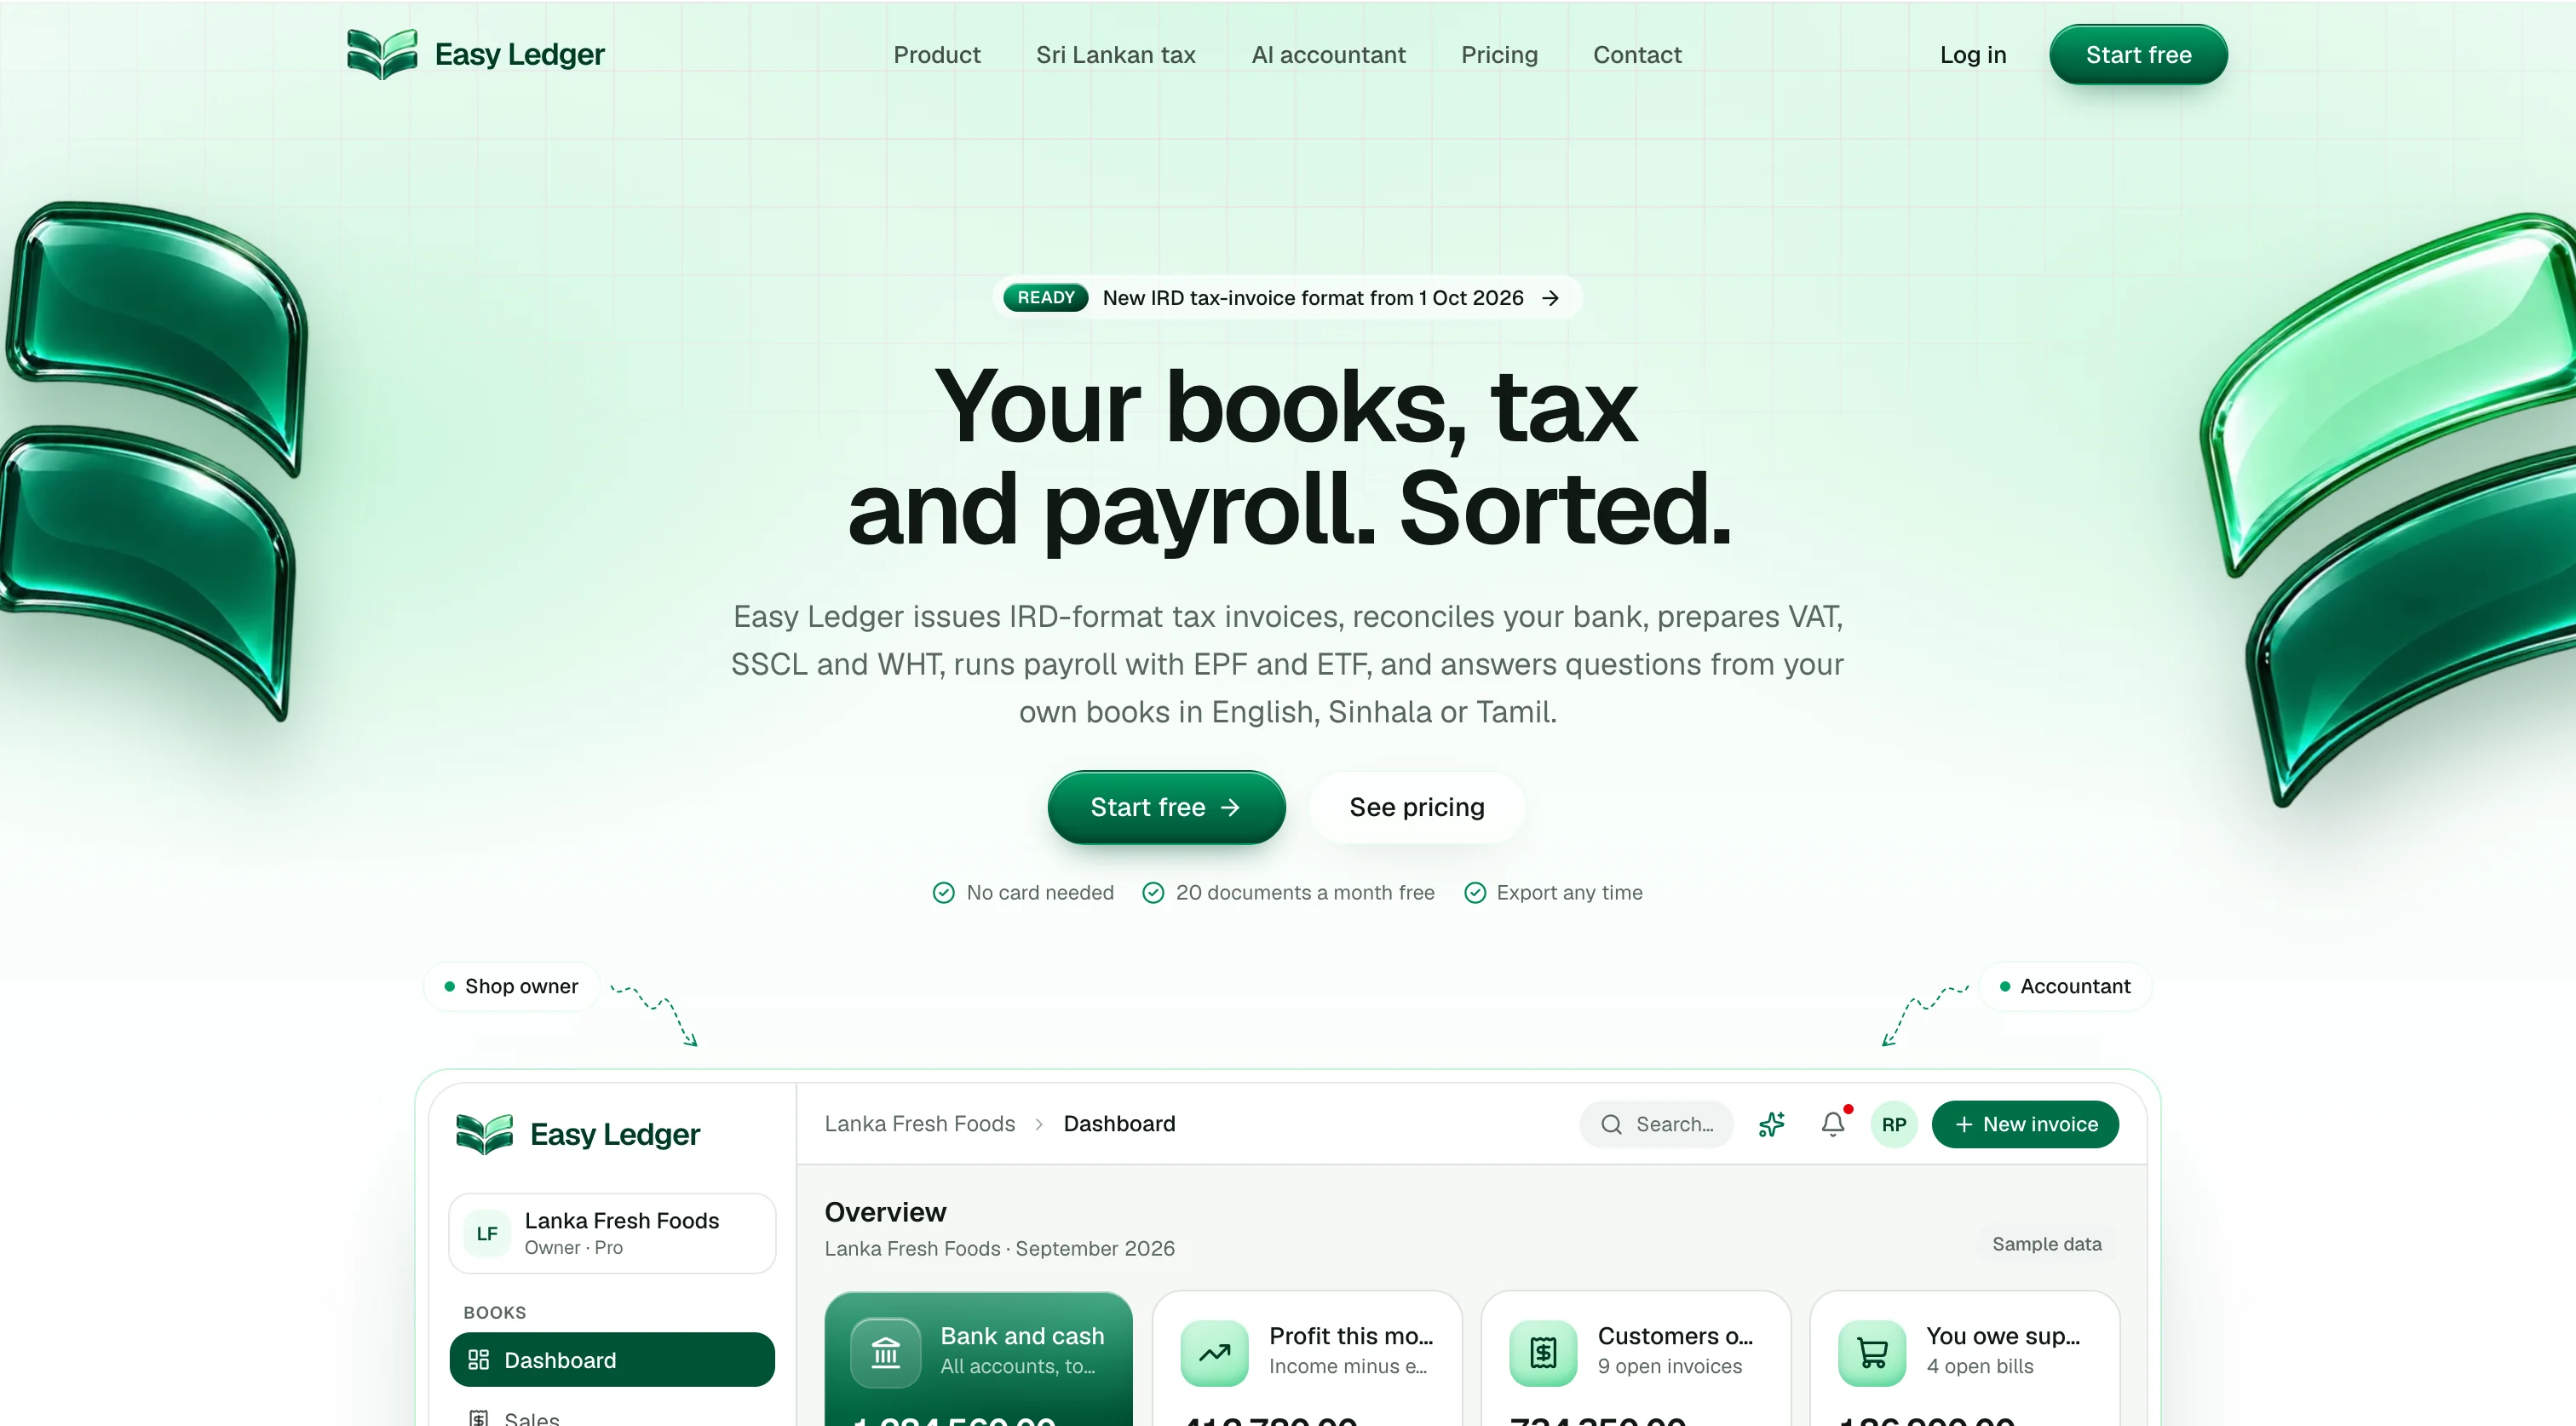 Easy Ledger
Product
Sri Lankan tax
AI accountant
Pricing
Contact
Log in
Start free
READY New IRD tax-invoice format from 1 Oct 2026
Your books, tax
and payroll. Sorted.
Easy Ledger issues IRD-format tax invoices, reconciles your bank, prepares VAT,
SSCL and WHT, runs payroll with EPF and ETF, and answers questions from your
own books in English, Sinhala or Tamil.
Start free
See pricing
No card needed
20 documents a month free
Export any time
Shop owner
Accountant
Easy Ledger
Lanka Fresh Foods
Dashboard
Search...
RP
New invoice
LF
Lanka Fresh Foods
Owner · Pro
Overview
Lanka Fresh Foods · September 2026
Sample data
BOOKS
Dashboard
Sales
Bank and cash
All accounts, to...
Profit this mo...
Income minus e...
Customers o...
9 open invoices
You owe sup...
4 open bills